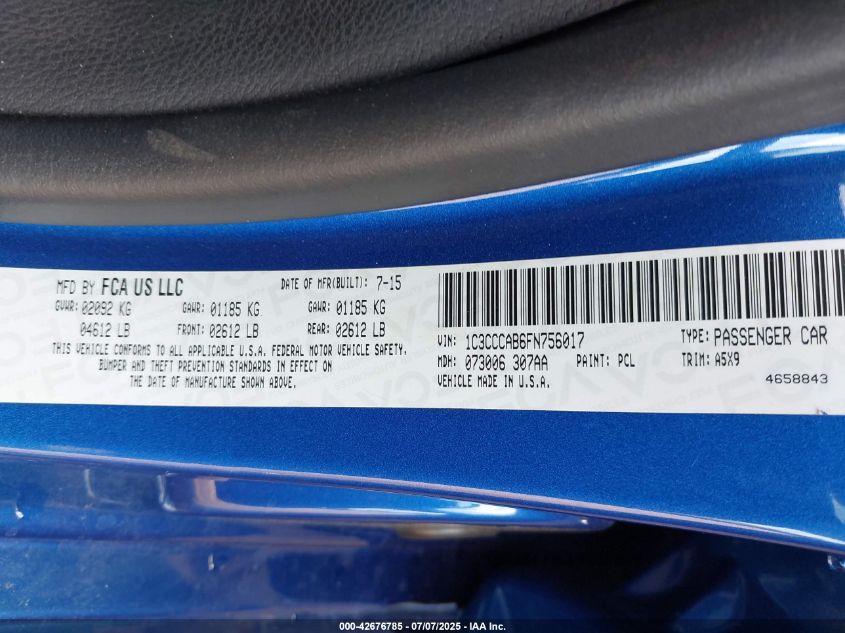 MFD BY FCA US LLC DATE OF MFR(BUILT): 7-15
GVWR: 02092 KG GAWR: 01185 KG GAWR: 01185 KG
04612 LB FRONT: 02612 LB REAR: 02612 LB
THIS VEHICLE CONFORMS TO ALL APPLICABLE U.S.A. FEDERAL MOTOR VEHICLE SAFETY,
BUMPER AND THEFT PREVENTION STANDARDS IN EFFECT ON
THE DATE OF MANUFACTURE SHOWN ABOVE.
VIN: 1C3CCCAB6FN756017 TYPE: PASSENGER CAR
MDH: 073006 307AA PAINT: PCL TRIM: A5X9
VEHICLE MADE IN U.S.A. 4658843
000-42676785 - 07/07/2025 - IAA Inc.